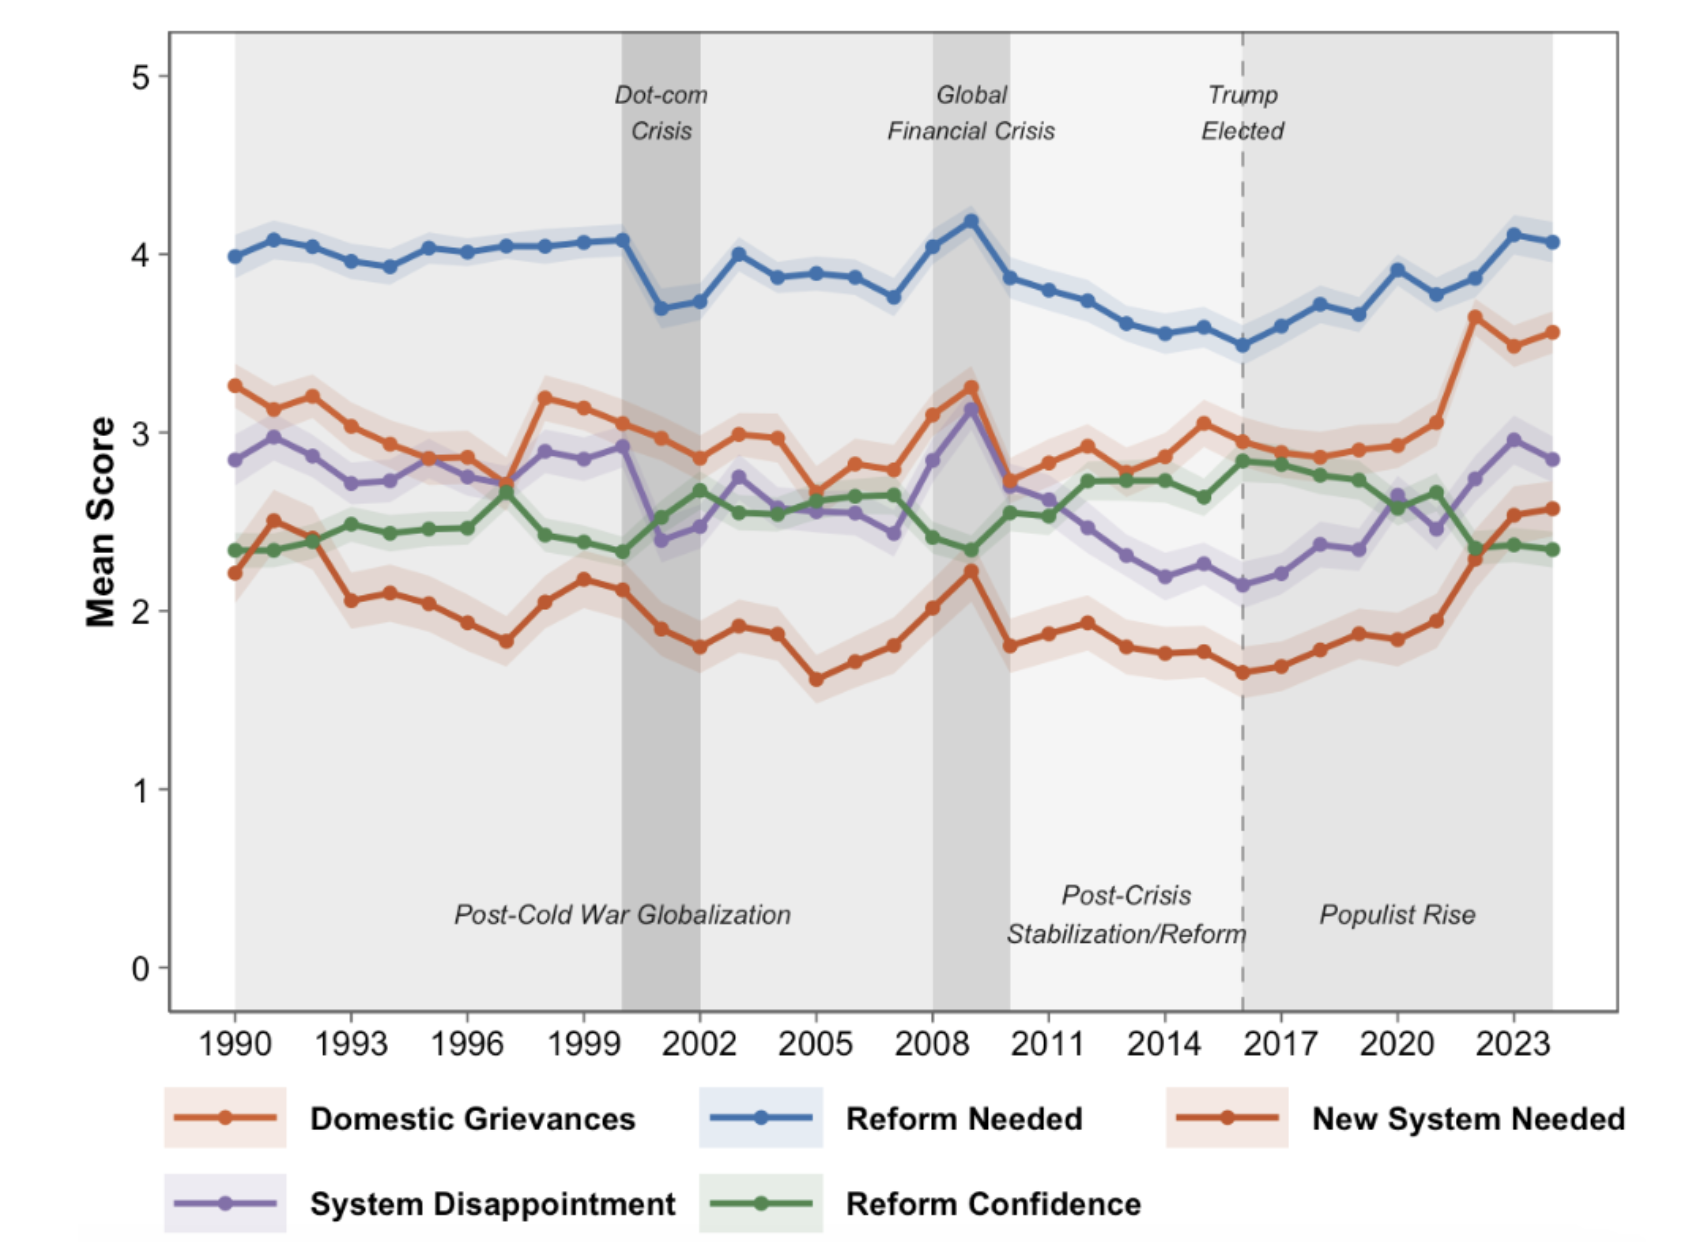 5
Dot-com
Crisis
Global
Financial Crisis
Trump
Elected
4
3
Mean Score
2
1
Post-Cold War Globalization
Post-Crisis
Stabilization/Reform
Populist Rise
0
1990 1993 1996 1999 2002 2005 2008 2011 2014 2017 2020 2023
Domestic Grievances Reform Needed New System Needed
System Disappointment Reform Confidence